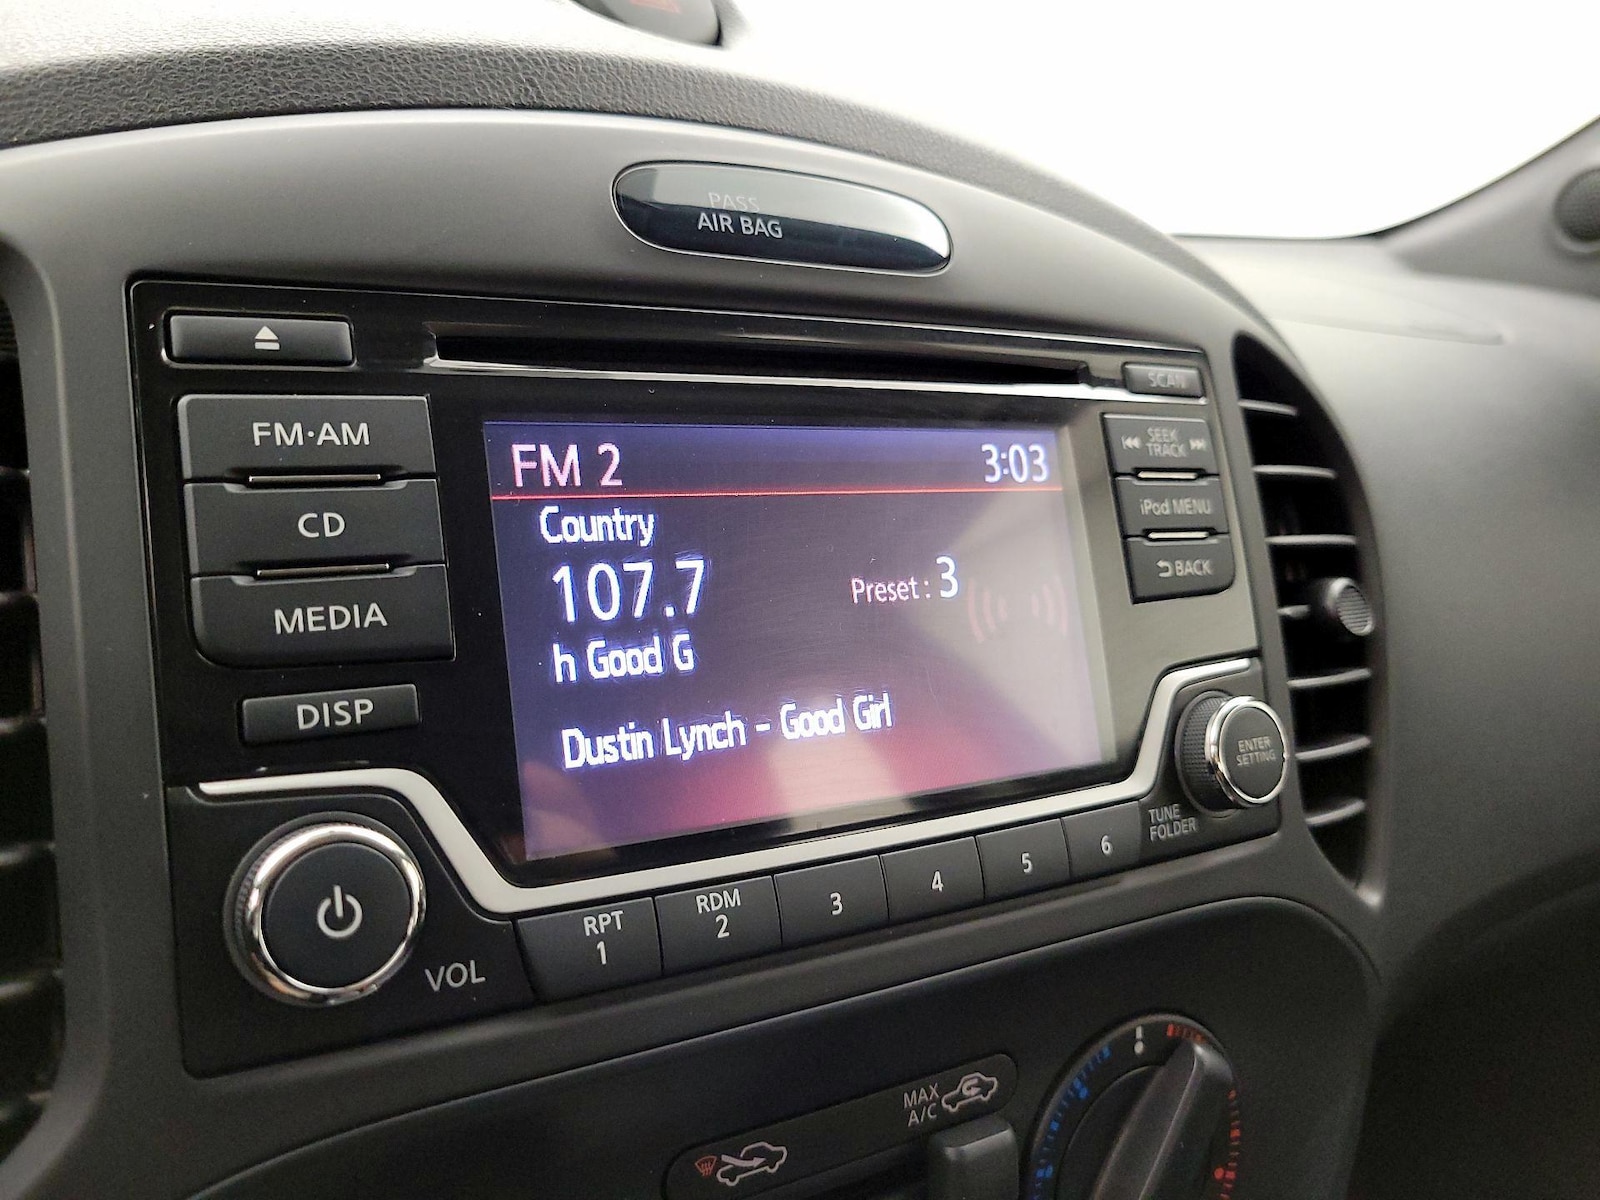 PASS
AIR BAG
SCAN
FM·AM
CD
MEDIA
DISP
FM 2
3:03
Country
107.7
Preset : 3
h Good G
Dustin Lynch - Good Girl
SEEK
TRACK
iPod MENU
BACK
ENTER
SETTING
TUNE
FOLDER
VOL
RPT
1
RDM
2
3
4
5
6
MAX
A/C